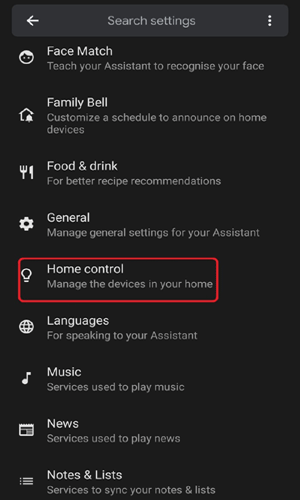 Search settings
Face Match
Teach your Assistant to recognise your face
Family Bell
Customize a schedule to announce on home
devices
Food & drink
For better recipe recommendations
General
Manage general settings for your Assistant
Home control
Manage the devices in your home
Languages
For speaking to your Assistant
Music
Services used to play music
News
Services used to play news
Notes & Lists
Services to sync your notes & lists